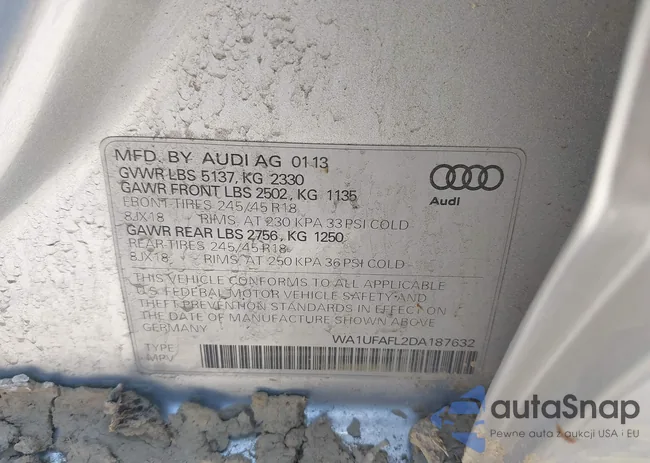 MFD. BY AUDI AG 01-13
GVWR LBS 5137, KG 2330
GAWR FRONT LBS 2502, KG 1135
FRONT-TIRES 245/45 R18
8JX18 RIMS, AT 230 KPA 33 PSI COLD
GAWR REAR LBS 2756, KG 1250
REAR-TIRES 245/45 R18
8JX18 RIMS, AT 250 KPA 36 PSI COLD
THIS VEHICLE CONFORMS TO ALL APPLICABLE
U.S. FEDERAL MOTOR VEHICLE SAFETY AND
THEFT PREVENTION STANDARDS IN EFFECT ON
THE DATE OF MANUFACTURE SHOWN ABOVE
GERMANY
WA1UFAFL2DA187632
TYPE
MPV
Audi
autoSnap
Pewne auta z aukcji USA i EU